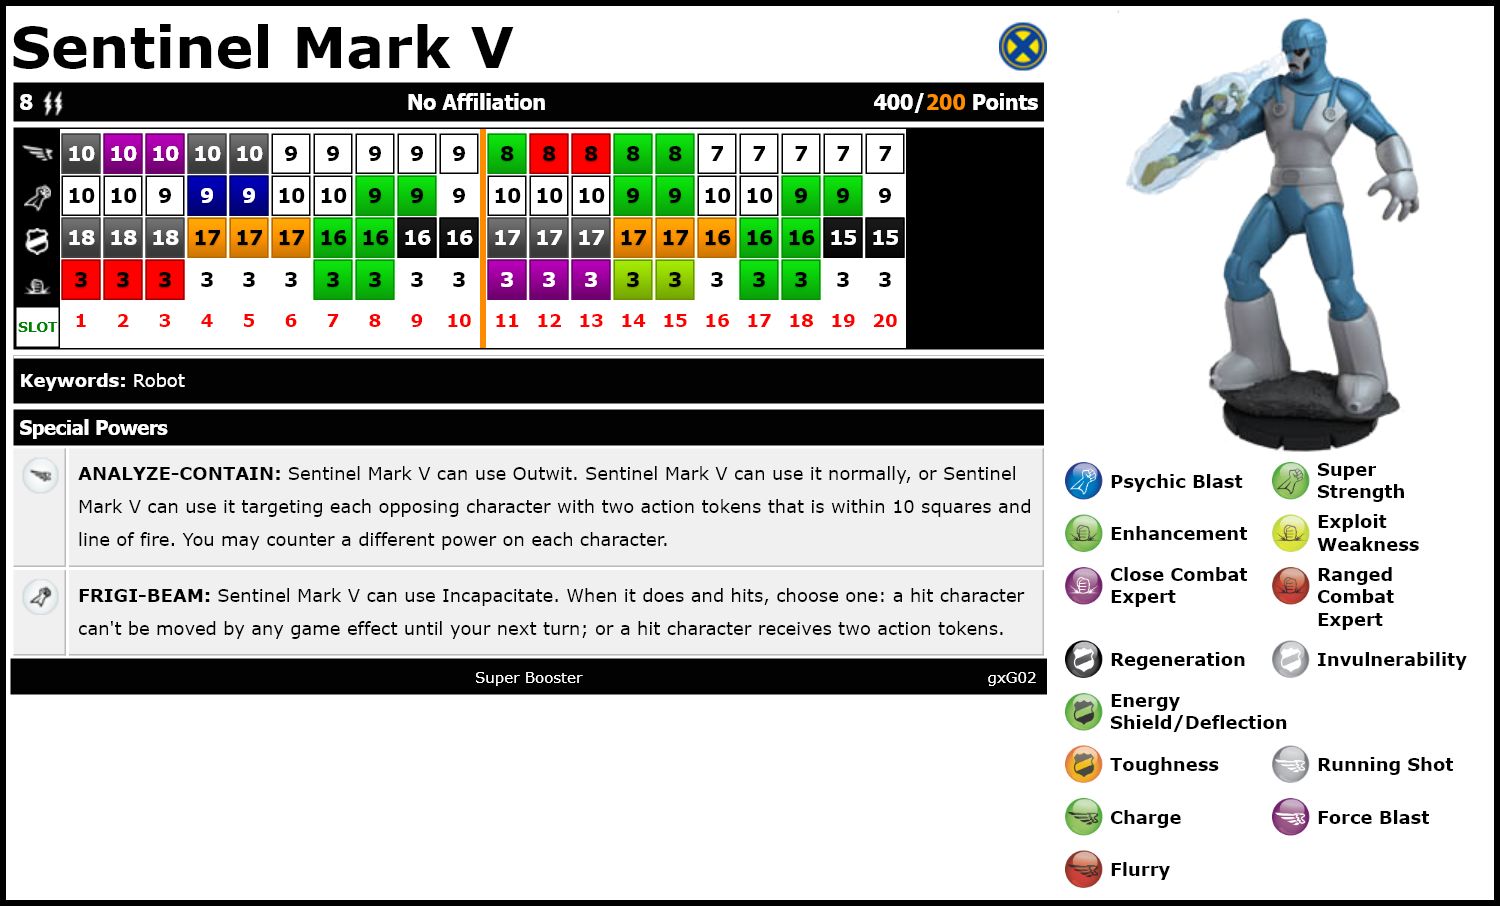 Sentinel Mark V
8 No Affiliation 400/200 Points
10 10 10 10 10 9 9 9 9 9 8 8 8 8 8 7 7 7 7 7
10 10 9 9 9 10 10 9 9 9 10 10 10 9 9 10 10 9 9 9
18 18 18 17 17 17 16 16 16 16 17 17 17 17 17 16 16 16 15 15
3 3 3 3 3 3 3 3 3 3 3 3 3 3 3 3 3 3 3 3
SLOT 1 2 3 4 5 6 7 8 9 10 11 12 13 14 15 16 17 18 19 20
Keywords: Robot
Special Powers
ANALYZE-CONTAIN: Sentinel Mark V can use Outwit. Sentinel Mark V can use it normally, or Sentinel
Mark V can use it targeting each opposing character with two action tokens that is within 10 squares and
line of fire. You may counter a different power on each character.
FRIGI-BEAM: Sentinel Mark V can use Incapacitate. When it does and hits, choose one: a hit character
can't be moved by any game effect until your next turn; or a hit character receives two action tokens.
Super Booster gxG02
Psychic Blast
Super
Strength
Enhancement
Exploit
Weakness
Close Combat
Expert
Ranged
Combat
Expert
Regeneration
Invulnerability
Energy
Shield/Deflection
Toughness
Running Shot
Charge
Force Blast
Flurry